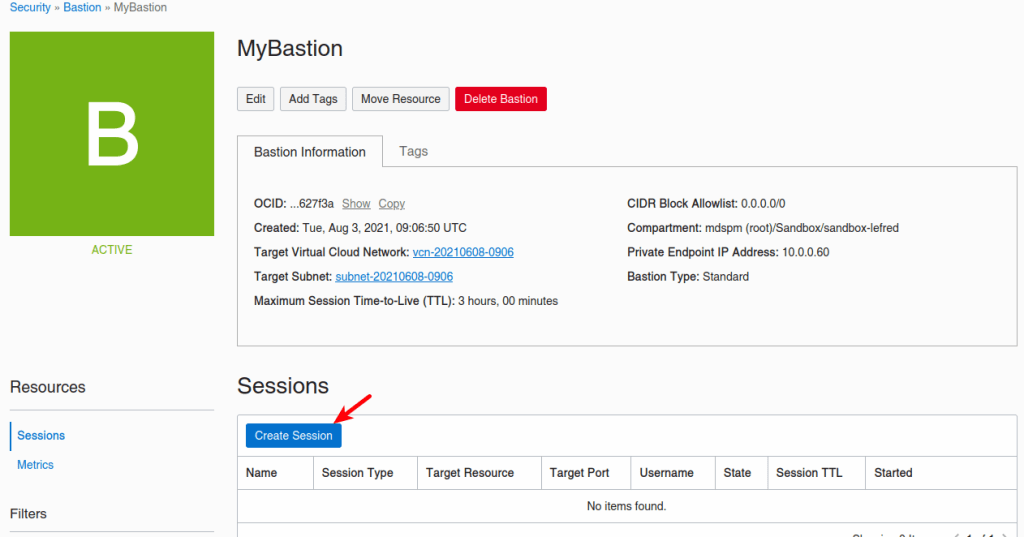 Security » Bastion » MyBastion
B
ACTIVE
MyBastion
Edit Add Tags Move Resource Delete Bastion
Bastion Information Tags
OCID: ...627f3a Show Copy
Created: Tue, Aug 3, 2021, 09:06:50 UTC
Target Virtual Cloud Network: vcn-20210608-0906
Target Subnet: subnet-20210608-0906
Maximum Session Time-to-Live (TTL): 3 hours, 00 minutes
CIDR Block Allowlist: 0.0.0.0/0
Compartment: mdspm (root)/Sandbox/sandbox-lefred
Private Endpoint IP Address: 10.0.0.60
Bastion Type: Standard
Resources
Sessions
Metrics
Filters
Sessions
Create Session
Name Session Type Target Resource Target Port Username State Session TTL Started
No items found.